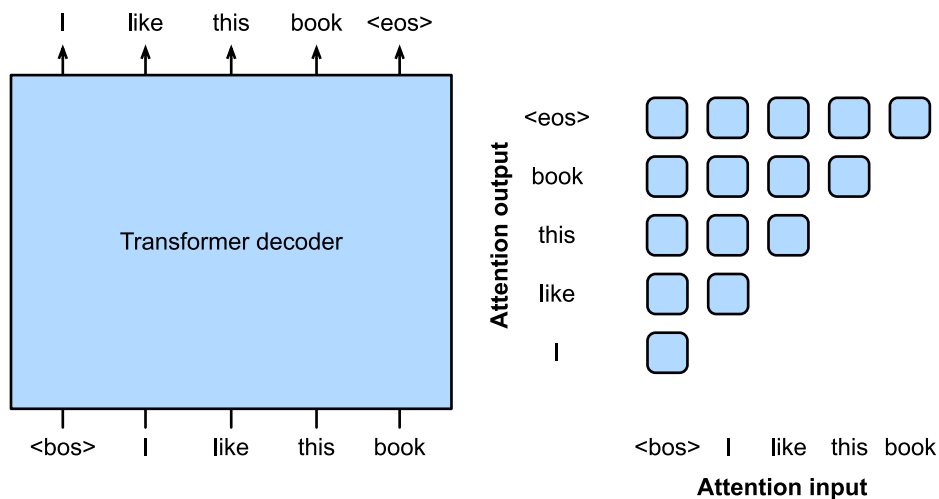 I like this book <eos>
Transformer decoder
<bos> I like this book
Attention output
<eos>
book
this
like
I
<bos> I like this book
Attention input